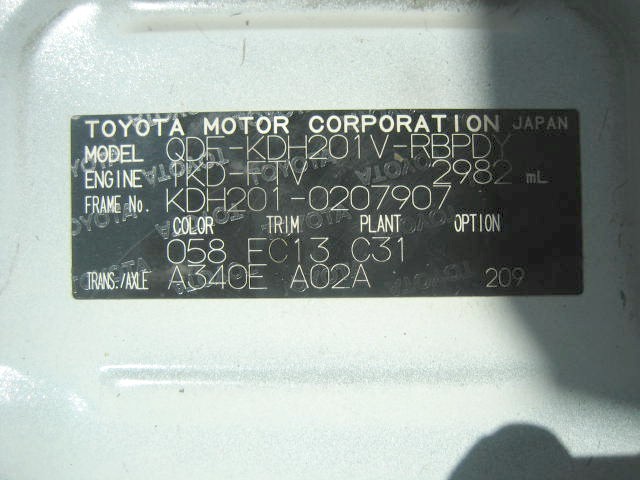 TOYOTA MOTOR CORPORATION JAPAN
MODEL QDF-KDH201V-RBPDY
ENGINE 1KD-FTV 2982 mL
FRAME No. KDH201-0207907
COLOR TRIM PLANT OPTION
058 EC13 C31
TRANS./AXLE A340E A02A 209